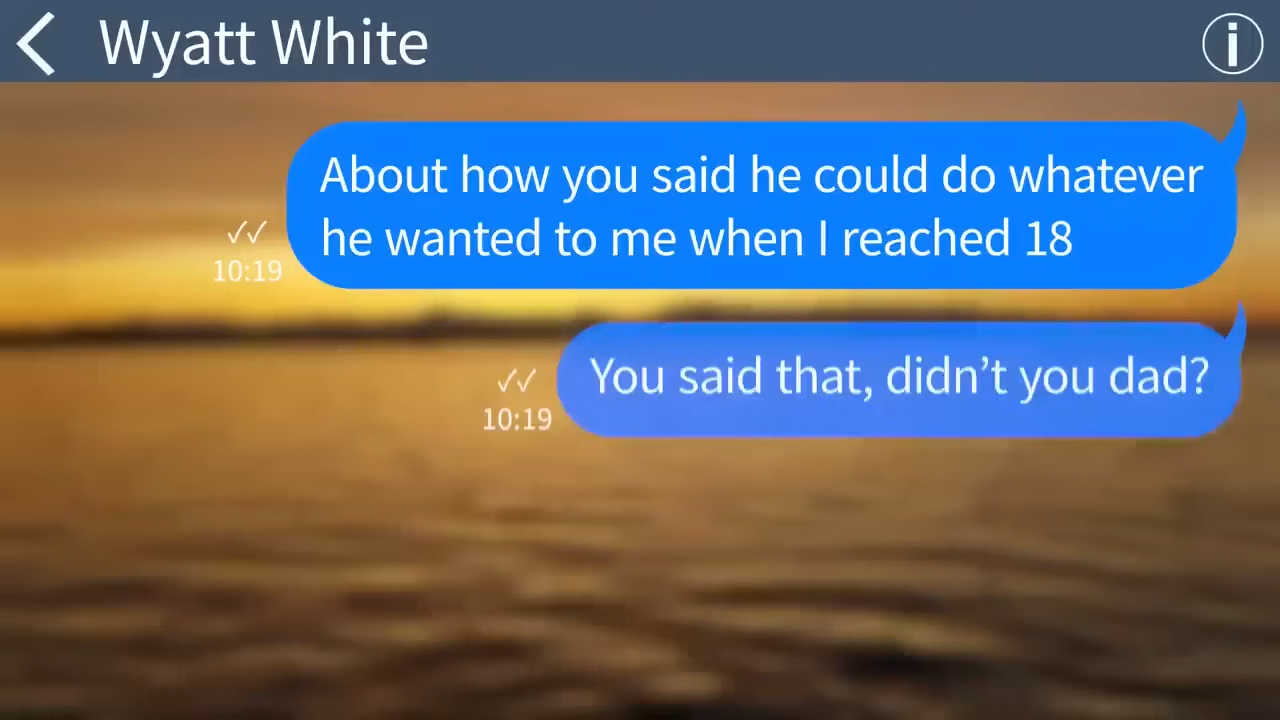 Wyatt White
About how you said he could do whatever
he wanted to me when I reached 18
10:19
You said that, didn’t you dad?
10:19